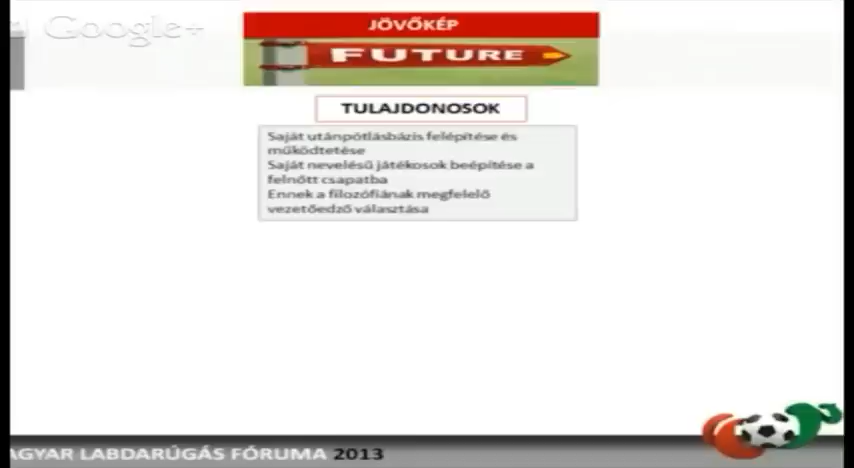 Google+
JÖVŐKÉP
FUTURE
TULAJDONOSOK
Saját utánpótlásbázis felépítése és
működtetése
Saját nevelésű játékosok beépítése a
felnőtt csapatba
Ennek a filozófiának megfelelő
vezetőedző választása
AGYAR LABDARÚGÁS FÓRUMA 2013